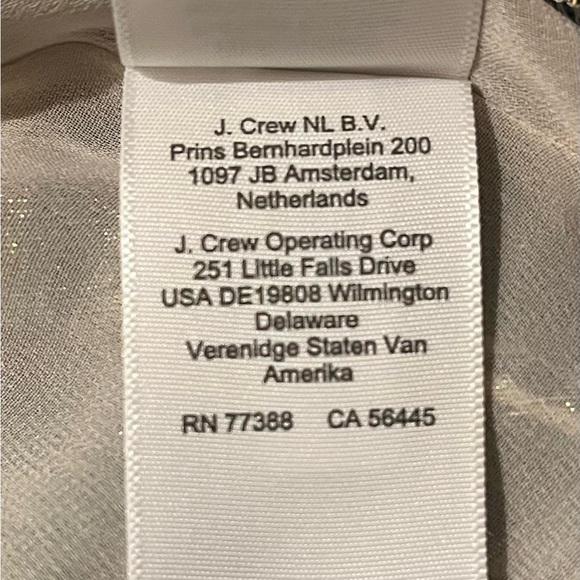 J. Crew NL B.V.
Prins Bernhardplein 200
1097 JB Amsterdam,
Netherlands
J. Crew Operating Corp
251 Little Falls Drive
USA DE19808 Wilmington
Delaware
Verenidge Staten Van
Amerika
RN 77388 CA 56445